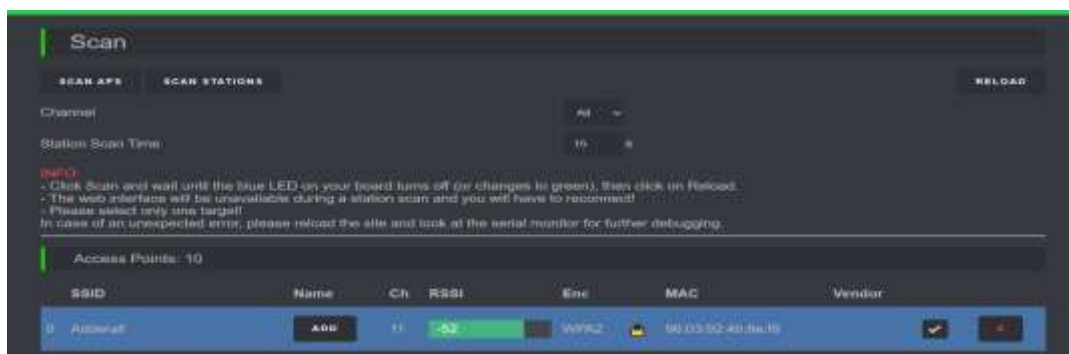 Scan
SCAN APS SCAN STATIONS RELOAD
Channel All
Station Scan Time 15 s
INFO:
- Click Scan and wait until the blue LED on your board turns off (or changes to green), then click on Reload.
- The web interface will be unavailable during a station scan and you will have to reconnect!
- Please select only one target!
In case of an unexpected error, please reload the site and look at the serial monitor for further debugging.
Access Points: 10
SSID Name Ch RSSI Enc MAC Vendor
0 ADD 11 -52 WPA2